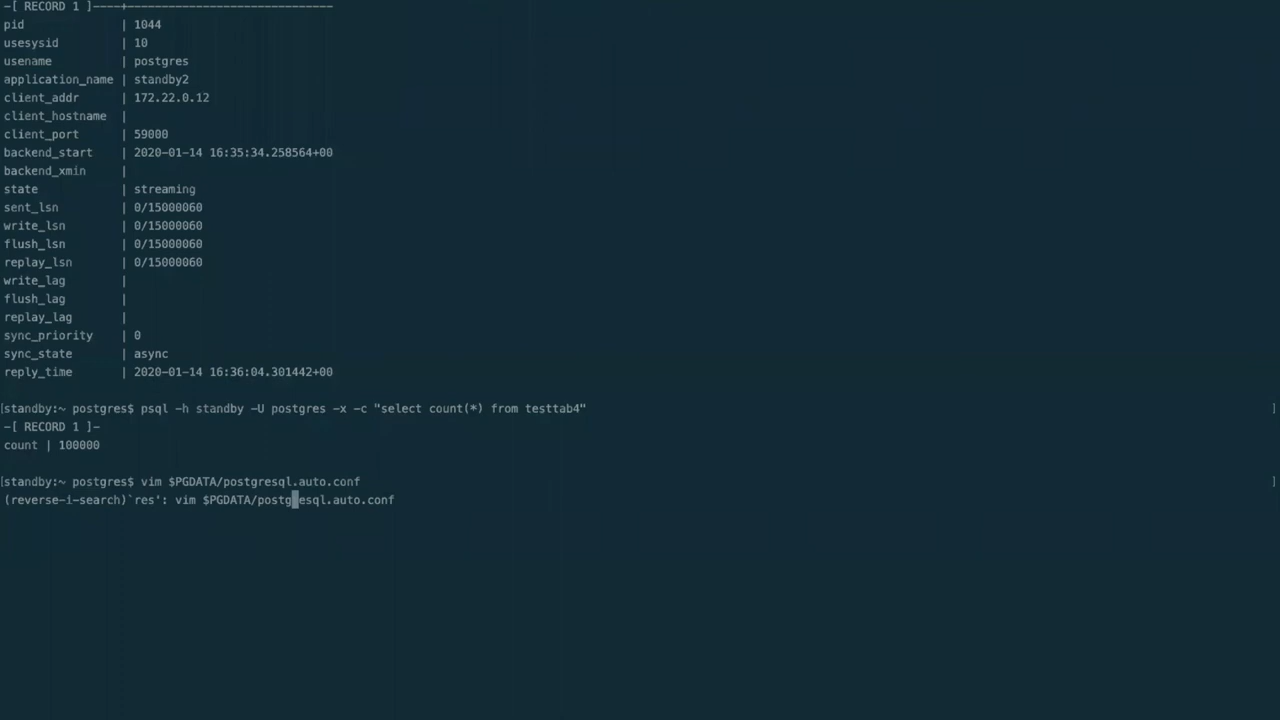 -[ RECORD 1 ]----+------------------------------
pid              | 1044
usesysid         | 10
usename          | postgres
application_name | standby2
client_addr      | 172.22.0.12
client_hostname  |
client_port      | 59000
backend_start    | 2020-01-14 16:35:34.258564+00
backend_xmin     |
state            | streaming
sent_lsn         | 0/15000060
write_lsn        | 0/15000060
flush_lsn        | 0/15000060
replay_lsn       | 0/15000060
write_lag        |
flush_lag        |
replay_lag       |
sync_priority    | 0
sync_state       | async
reply_time       | 2020-01-14 16:36:04.301442+00
[standby:~ postgres$ psql -h standby -U postgres -x -c "select count(*) from testtab4" ]
-[ RECORD 1 ]-
count | 100000
[standby:~ postgres$ vim $PGDATA/postgresql.auto.conf ]
(reverse-i-search)`res': vim $PGDATA/postgresql.auto.conf